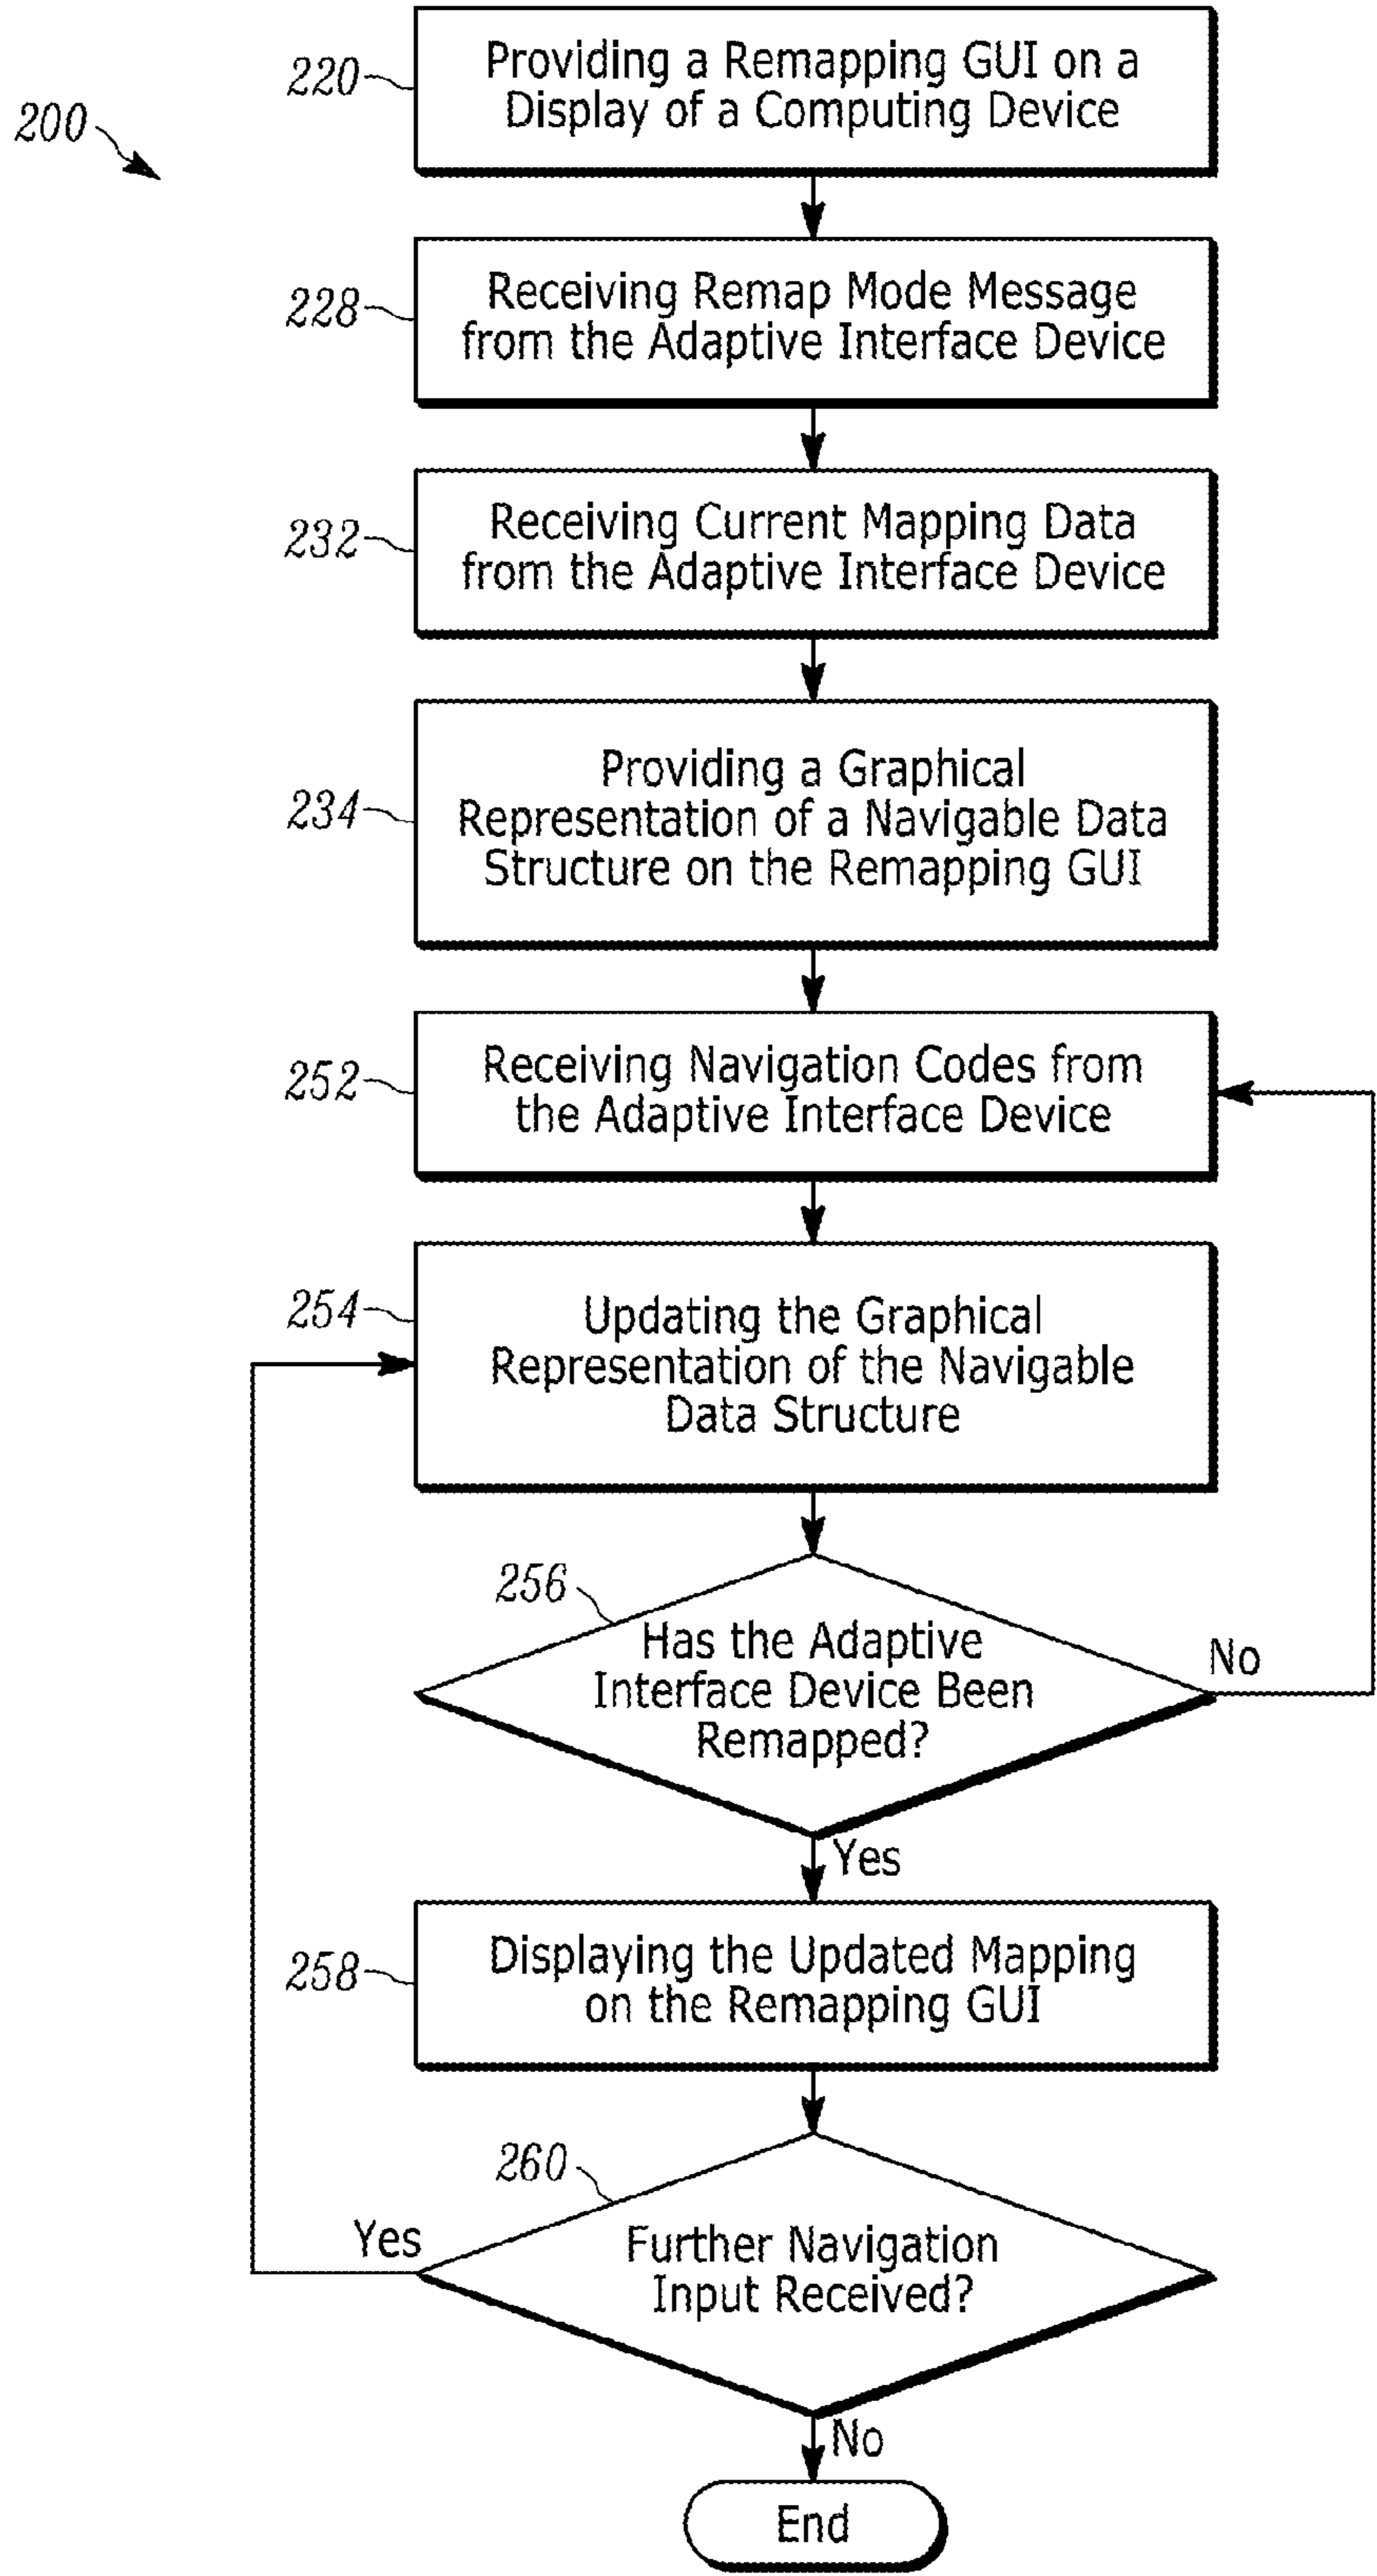 200
220
Providing a Remapping GUI on a
Display of a Computing Device
228
Receiving Remap Mode Message
from the Adaptive Interface Device
232
Receiving Current Mapping Data
from the Adaptive Interface Device
234
Providing a Graphical
Representation of a Navigable Data
Structure on the Remapping GUI
252
Receiving Navigation Codes from
the Adaptive Interface Device
254
Updating the Graphical
Representation of the Navigable
Data Structure
256
Has the Adaptive
Interface Device Been
Remapped?
No
Yes
258
Displaying the Updated Mapping
on the Remapping GUI
260
Further Navigation
Input Received?
Yes
No
End